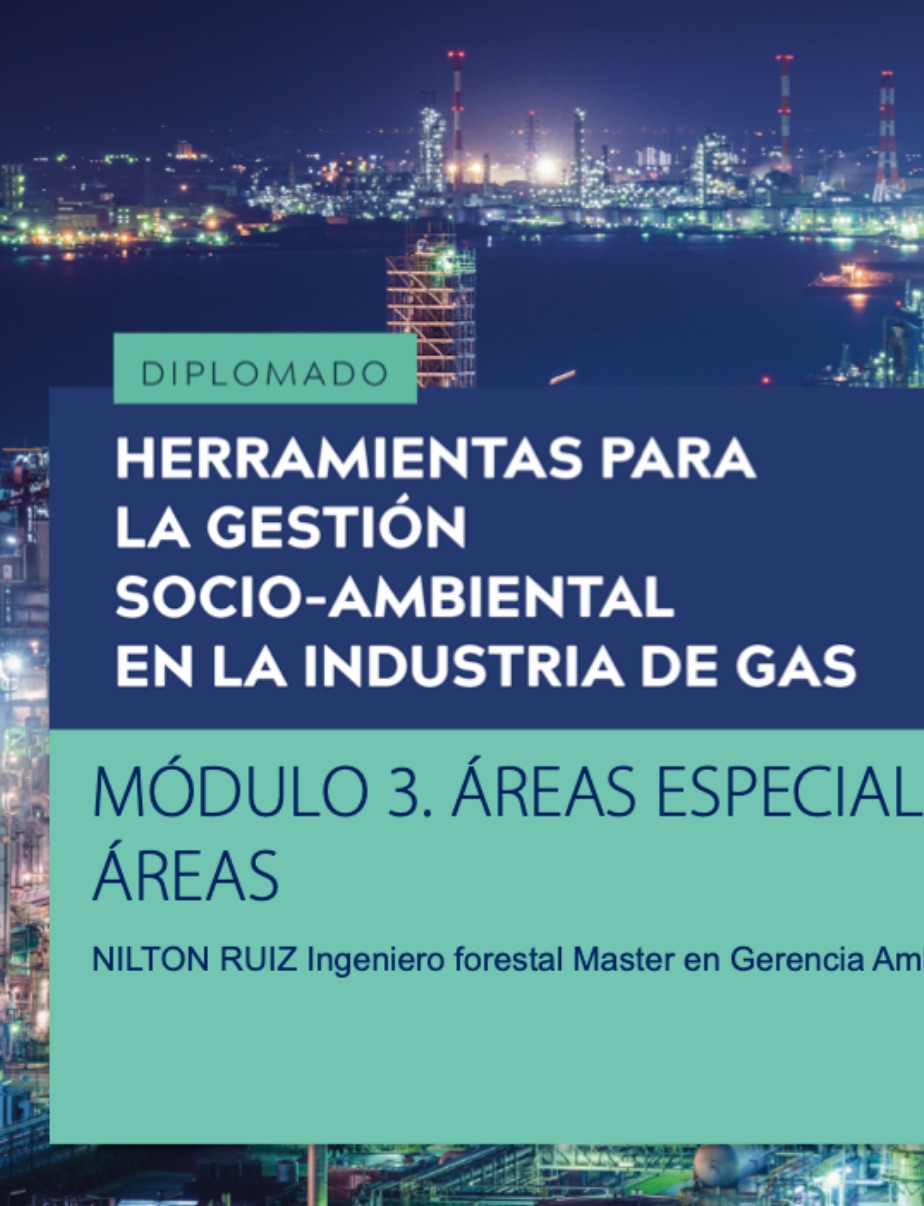 DIPLOMADO
HERRAMIENTAS PARA
LA GESTIÓN
SOCIO-AMBIENTAL
EN LA INDUSTRIA DE GAS
MÓDULO 3. ÁREAS ESPECIAL
ÁREAS
NILTON RUIZ Ingeniero forestal Master en Gerencia Am